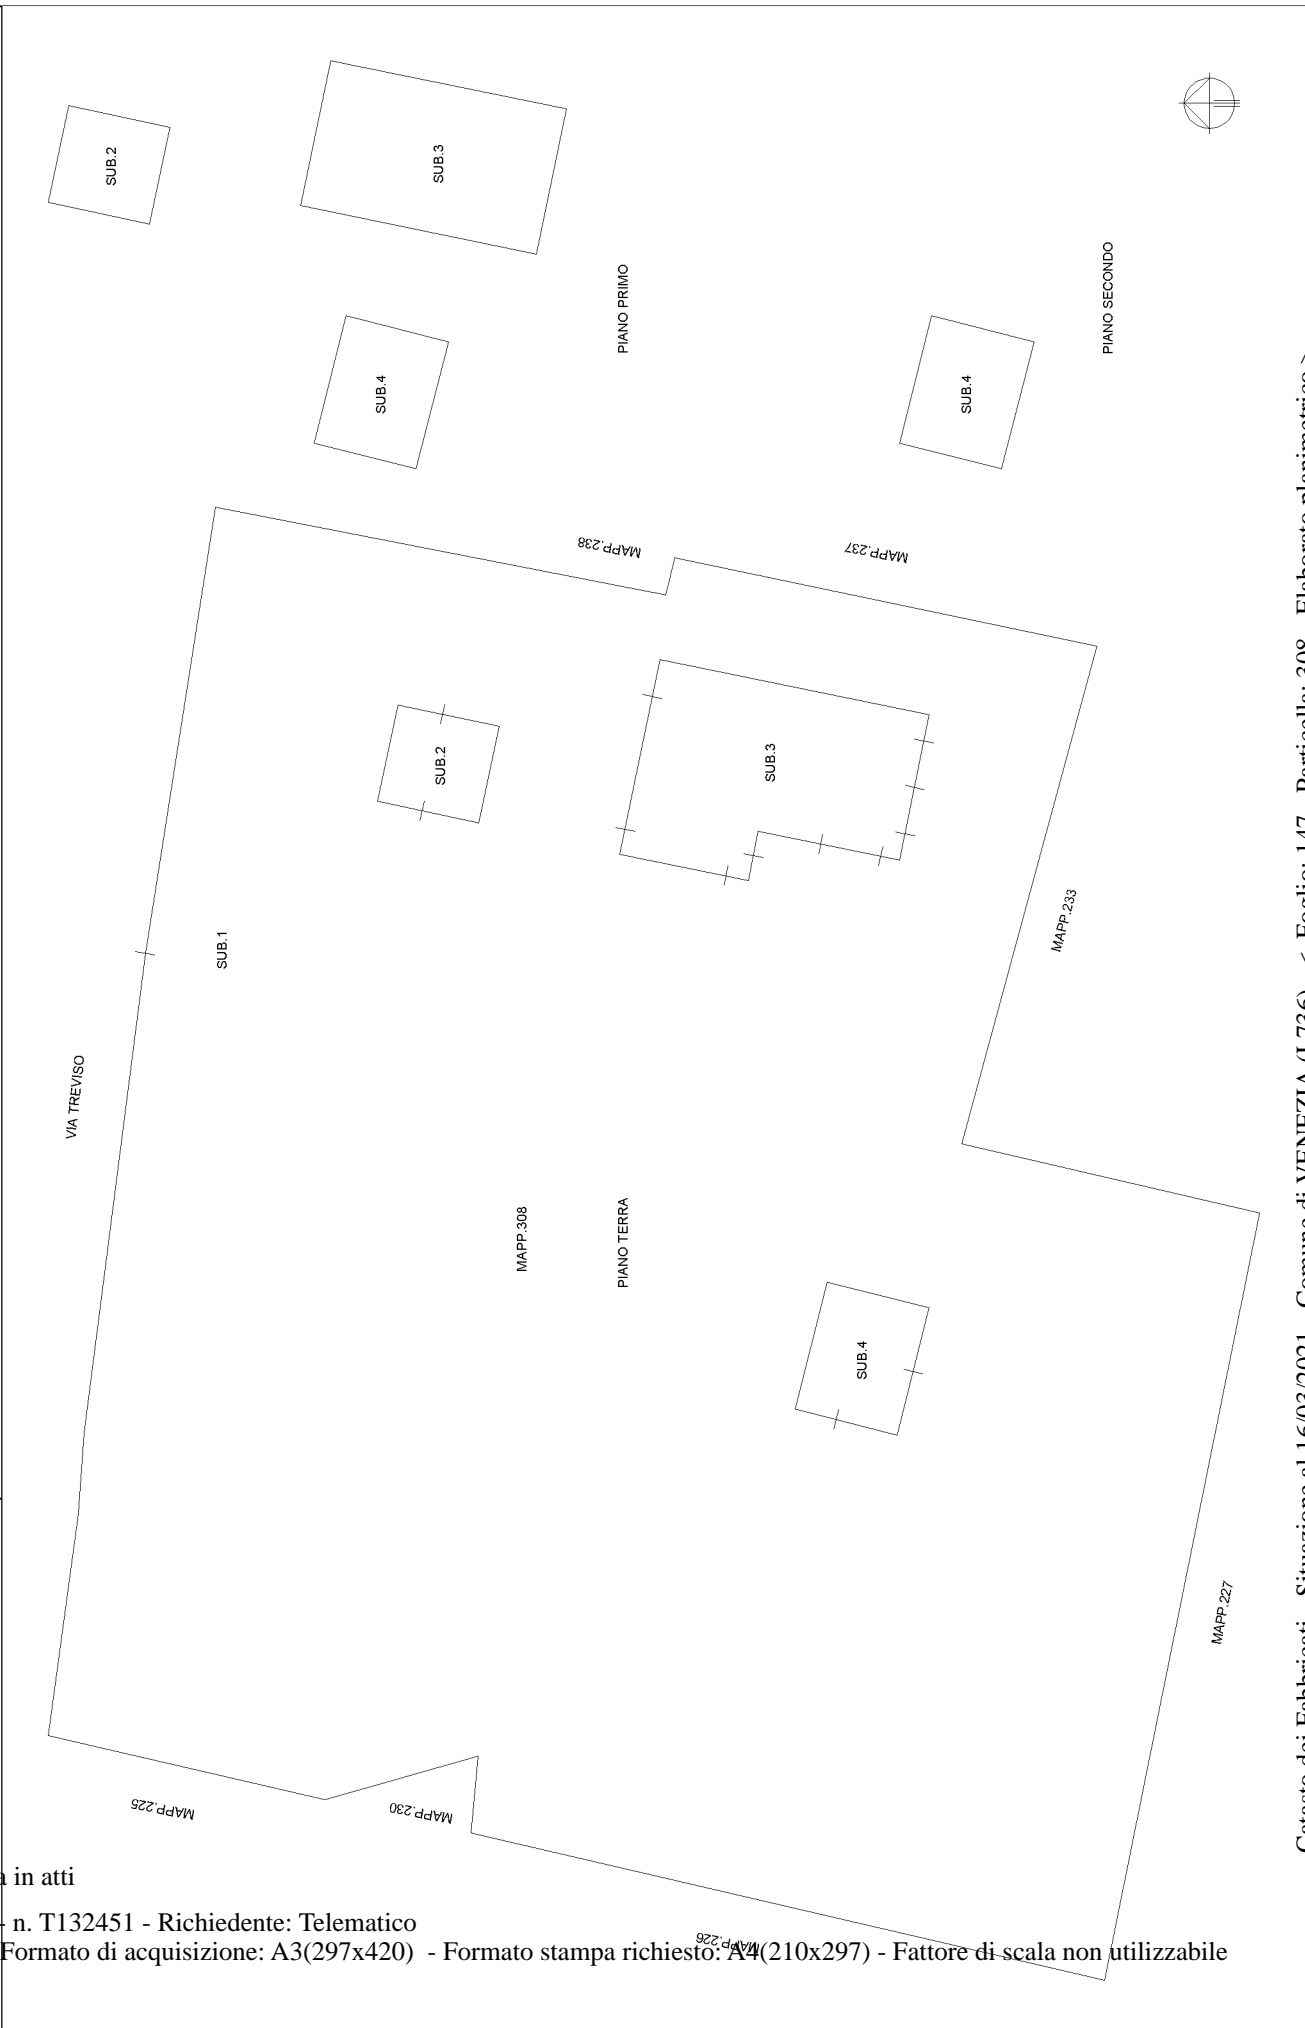 SUB.2
SUB.3
PIANO PRIMO
PIANO SECONDO
SUB.4
SUB.4
MAPP.238
MAPP.237
SUB.2
SUB.3
MAPP.233
SUB.1
VIA TREVISO
MAPP.308
PIANO TERRA
SUB.4
MAPP.227
MAPP.225
MAPP.230
MAPP.226
in atti
- n. T132451 - Richiedente: Telematico
Formato di acquisizione: A3(297x420) - Formato stampa richiesto: A4(210x297) - Fattore di scala non utilizzabile
Catasto dei Fabbricati - Situazione al 16/03/2021 - Comune di VENEZIA (L736) - < Foglio: 147 - Particella: 308 - Elaborato planimetrico >